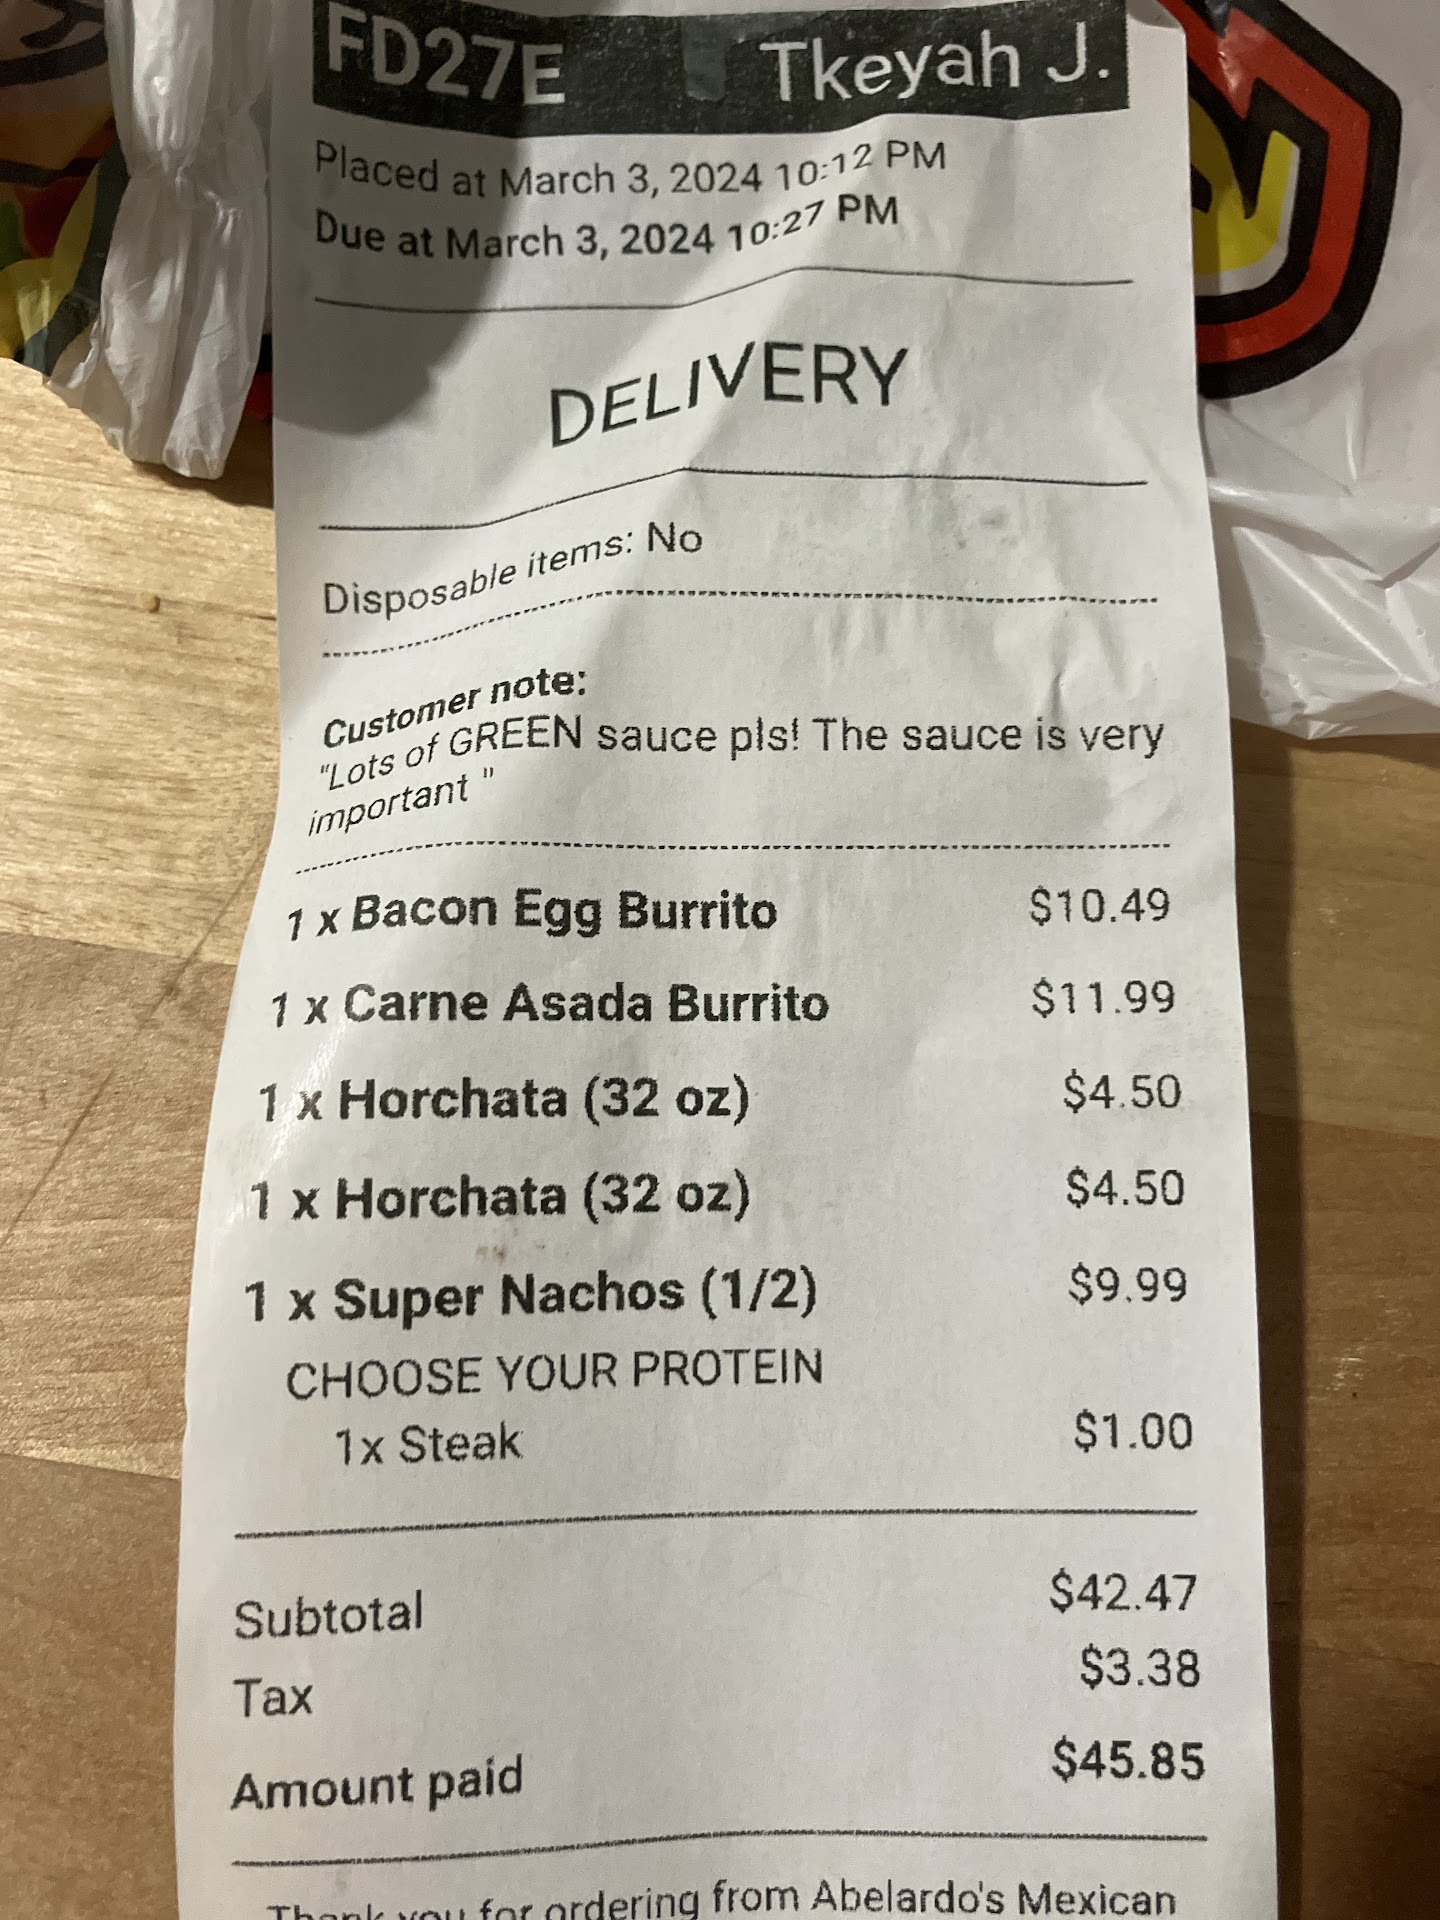 FD27E Tkeyah J.
Placed at March 3, 2024 10:12 PM
Due at March 3, 2024 10:27 PM
DELIVERY
Disposable items: No
Customer note:
"Lots of GREEN sauce pls! The sauce is very
important "
1 x Bacon Egg Burrito $10.49
1 x Carne Asada Burrito $11.99
1 x Horchata (32 oz) $4.50
1 x Horchata (32 oz) $4.50
1 x Super Nachos (1/2) $9.99
CHOOSE YOUR PROTEIN
1x Steak $1.00
Subtotal $42.47
Tax $3.38
Amount paid $45.85
Thank you for ordering from Abelardo's Mexican